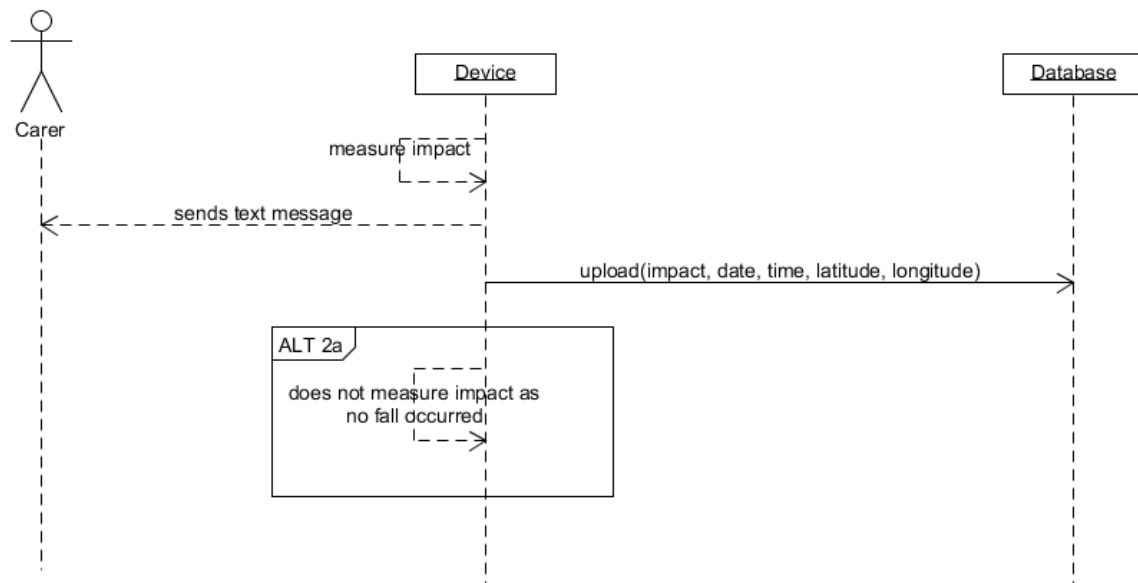 Carer
Device
Database
measure impact
sends text message
upload(impact, date, time, latitude, longitude)
ALT 2a
does not measure impact as
no fall occurred